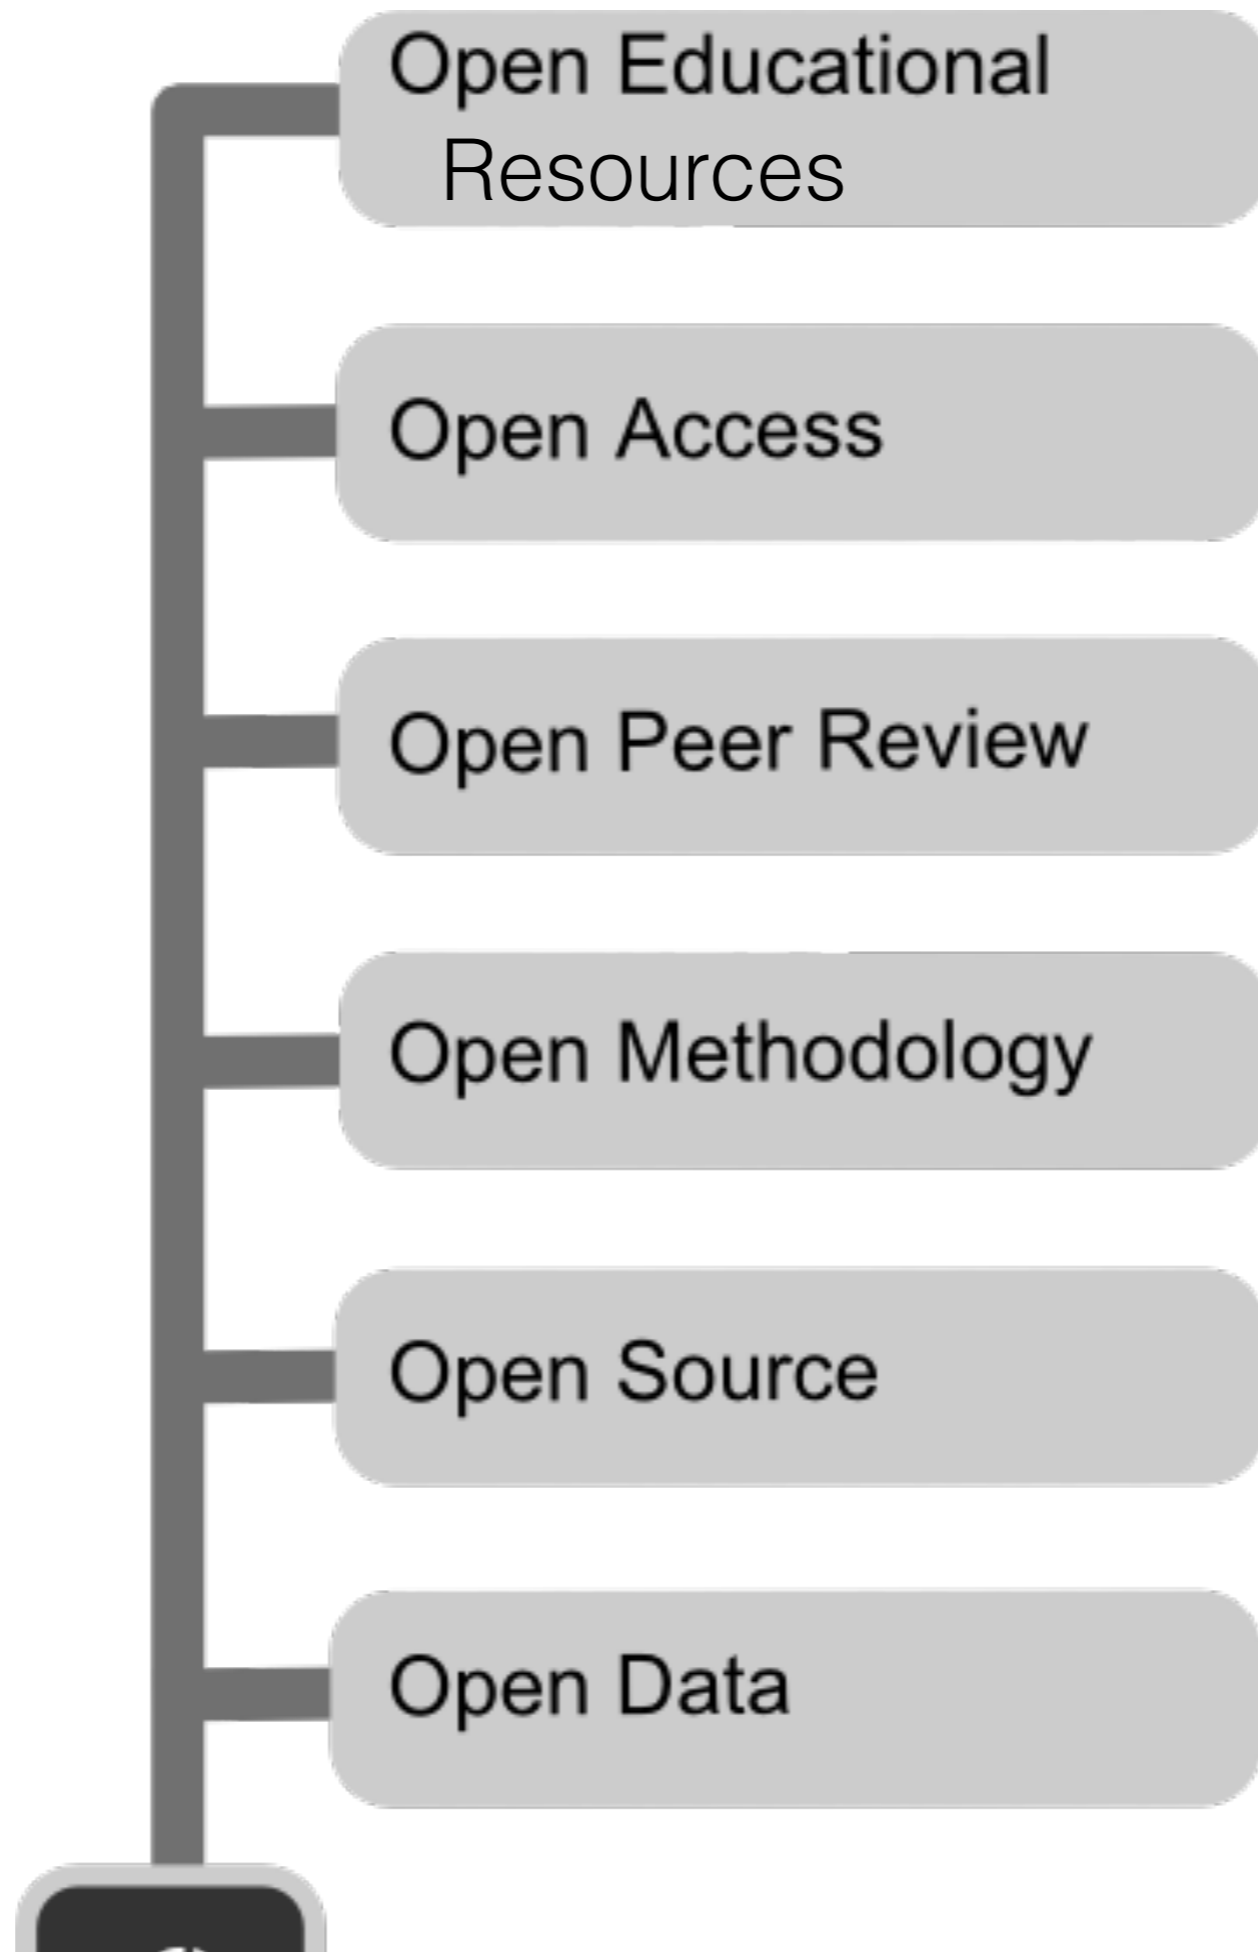 Open Educational
Resources
Open Access
Open Peer Review
Open Methodology
Open Source
Open Data